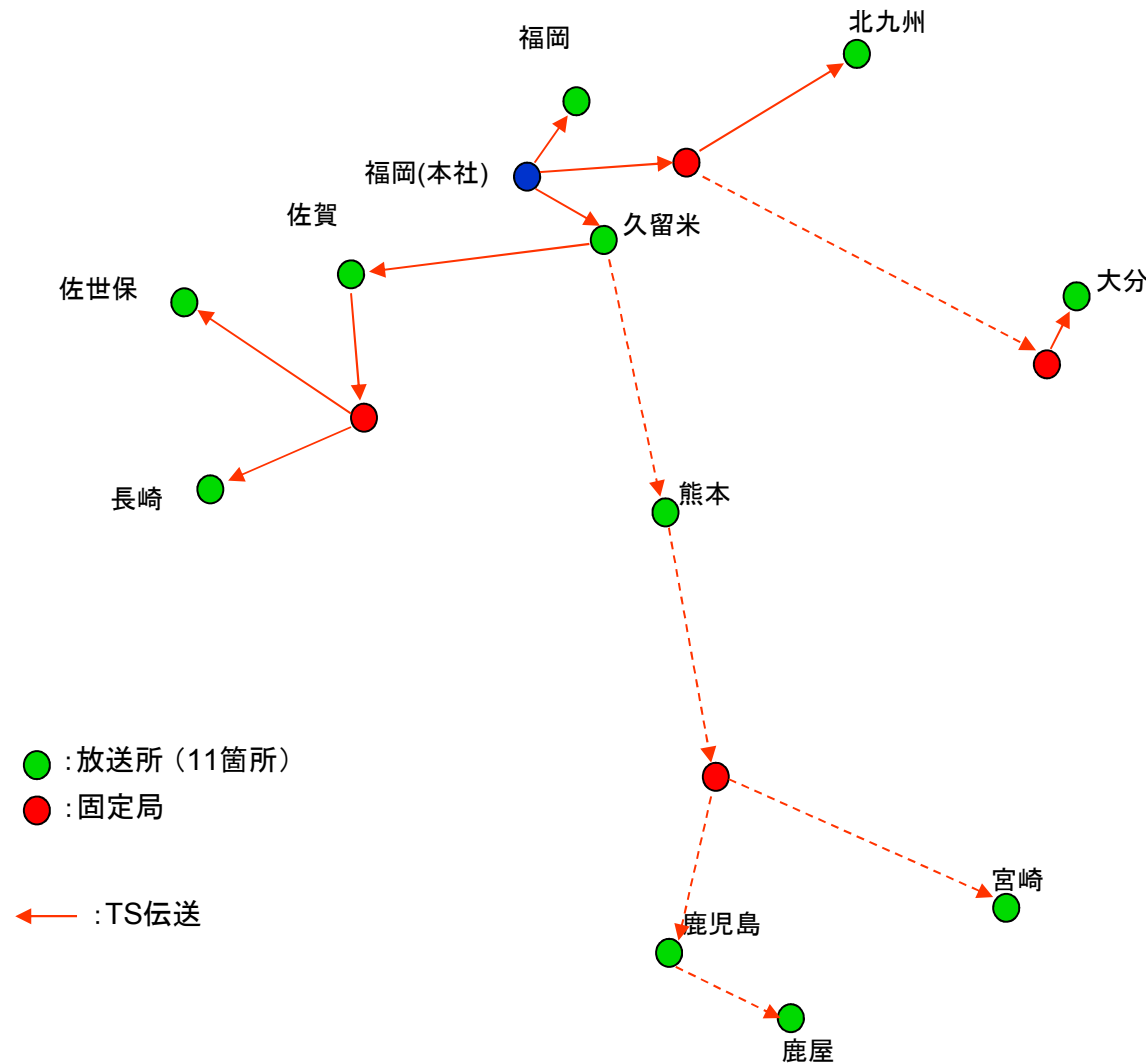 北九州
福岡
福岡(本社)
佐賀
久留米
佐世保
大分
長崎
熊本
:放送所（11箇所）
:固定局
宮崎
:TS伝送
鹿児島
鹿屋